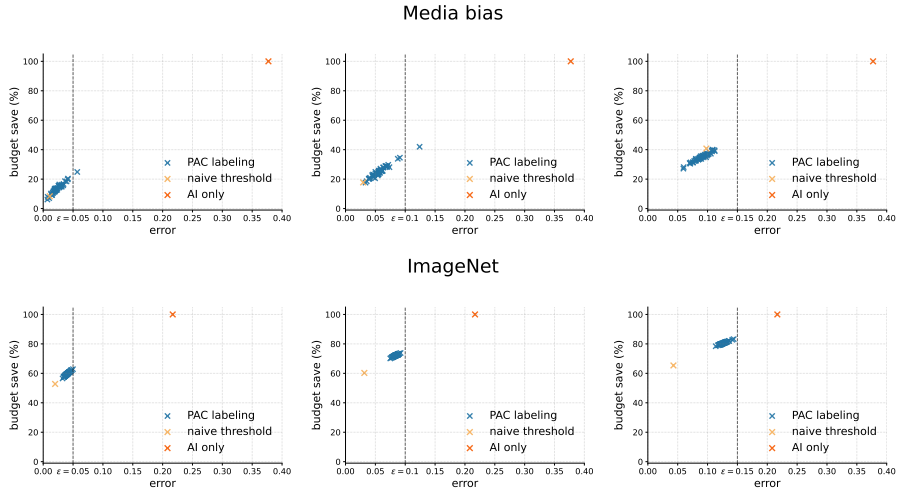 Media bias
budget save (%)
100
80
60
40
20
0
PAC labeling
naive threshold
AI only
0.00 ε = 0.05 0.10 0.15 0.20 0.25 0.30 0.35 0.40
error
budget save (%)
100
80
60
40
20
0
PAC labeling
naive threshold
AI only
0.00 0.05 ε = 0.1 0.15 0.20 0.25 0.30 0.35 0.40
error
budget save (%)
100
80
60
40
20
0
PAC labeling
naive threshold
AI only
0.00 0.05 0.10 ε = 0.15 0.20 0.25 0.30 0.35 0.40
error
ImageNet
budget save (%)
100
80
60
40
20
0
PAC labeling
naive threshold
AI only
0.00 ε = 0.05 0.10 0.15 0.20 0.25 0.30 0.35 0.40
error
budget save (%)
100
80
60
40
20
0
PAC labeling
naive threshold
AI only
0.00 0.05 ε = 0.1 0.15 0.20 0.25 0.30 0.35 0.40
error
budget save (%)
100
80
60
40
20
0
PAC labeling
naive threshold
AI only
0.00 0.05 0.10 ε = 0.15 0.20 0.25 0.30 0.35 0.40
error